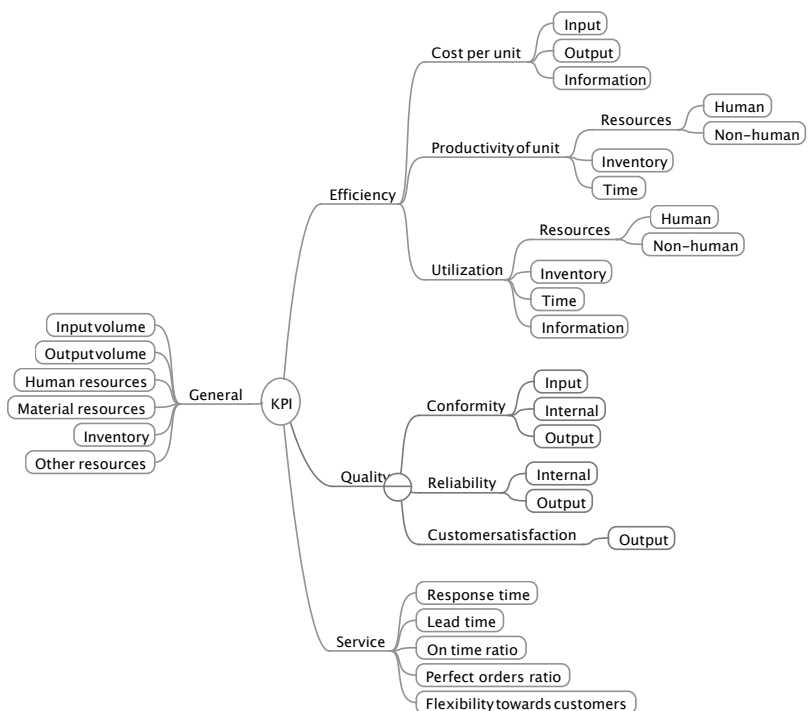 Input
Cost per unit
Output
Information
Human
Resources
Non-human
Productivity of unit
Inventory
Time
Efficiency
Human
Resources
Non-human
Utilization
Inventory
Time
Information
Input volume
Output volume
Human resources
General
Material resources
Inventory
Other resources
KPI
Input
Conformity
Internal
Output
Quality
Internal
Reliability
Output
Customer satisfaction
Output
Response time
Lead time
Service
On time ratio
Perfect orders ratio
Flexibility towards customers